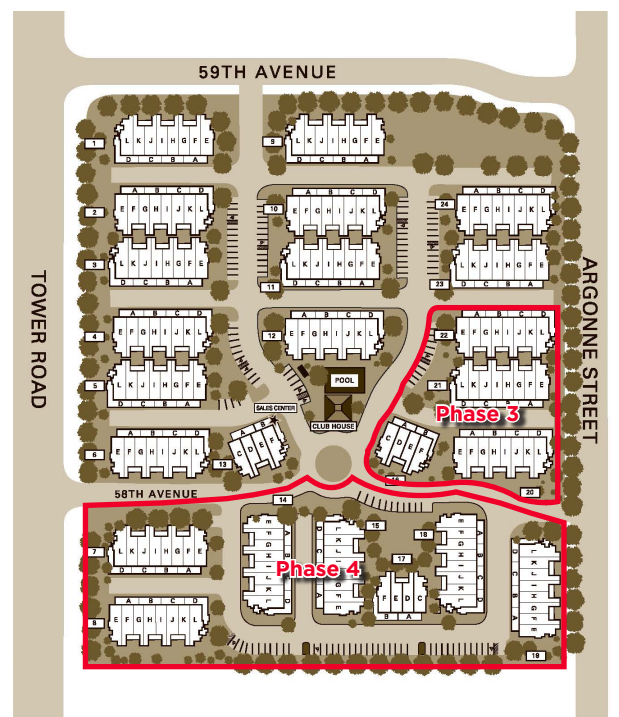 59TH AVENUE
1
L K J I H G F E
D C B A
9
L K J I H G F E
D C B A
A B C D
2
E F G H I J K L
A B C D
10
E F G H I J K L
A B C D
24
E F G H I J K L
3
L K J I H G F E
D C B A
11
L K J I H G F E
D C B A
23
L K J I H G F E
D C B A
TOWER ROAD
ARGONNE STREET
A B C D
4
E F G H I J K L
12
E F G H I J K L
A B C D
22
E F G H I J K L
5
L K J I H G F E
D C B A
POOL
21
L K J I H G F E
D C B A
Phase 3
SALES CENTER
CLUB HOUSE
A B C D
6
E F G H I J K L
13
A B
C D E F
A B
C D E F
A B C D
E F G H I J K L
20
58TH AVENUE
14
E F G H I J K L
A B C D
15
L K J I H G F E
D C B A
17
F E D C
B A
18
E F G H I J K L
A B C D
7
L K J I H G F E
D C B A
Phase 4
A B C D
8
E F G H I J K L
L K J I H G F E
D C B A
19